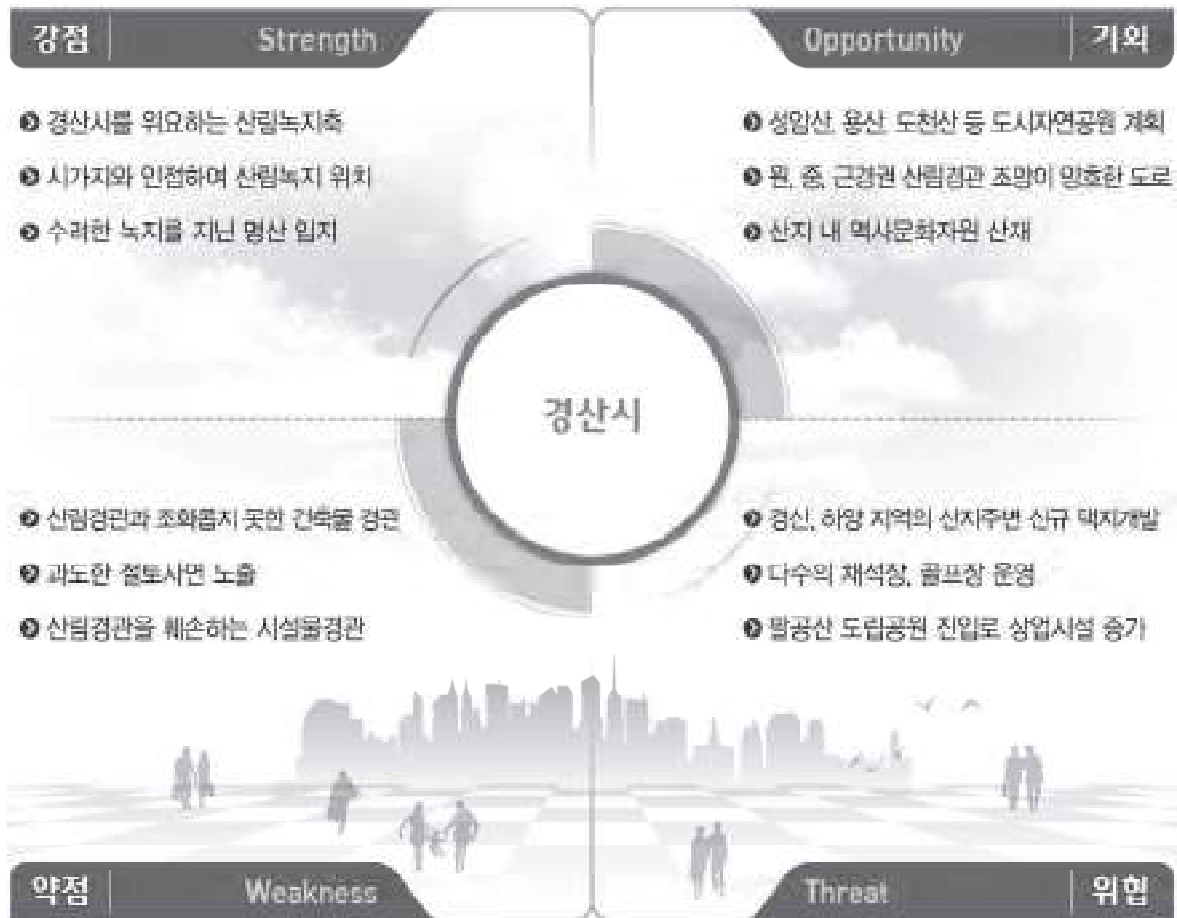 강점 Strength
경산시를 위요하는 산림녹지축
시가지와 인접하여 산림녹지 위치
수려한 녹지를 지닌 명산 입지
Opportunity 기회
성암산, 용산, 도천산 등 도시자연공원 계획
원, 중, 근경권 산림경관 조망이 양호한 도로
산지 내 역사문화자원 산재
경산시
산림경관과 조화롭지 못한 건축물 경관
과도한 절토사면 노출
산림경관을 훼손하는 시설물경관
약점 Weakness
경산, 하양 지역의 산지주변 신규 택지개발
다수의 채석장, 골프장 운영
팔공산 도립공원 진입로 상업시설 증가
Threat 위협